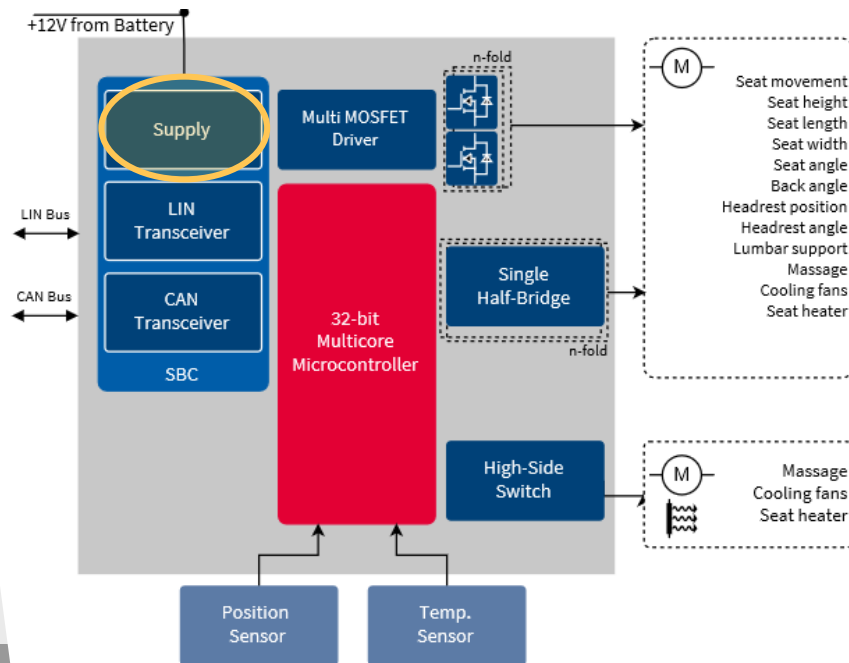 +12V from Battery
Supply
LIN
Transceiver
CAN
Transceiver
SBC
LIN Bus
CAN Bus
Multi MOSFET
Driver
n-fold
32-bit
Multicore
Microcontroller
Single
Half-Bridge
n-fold
High-Side
Switch
M
Seat movement
Seat height
Seat length
Seat width
Seat angle
Back angle
Headrest position
Headrest angle
Lumbar support
Massage
Cooling fans
Seat heater
M
Massage
Cooling fans
Seat heater
Position
Sensor
Temp.
Sensor